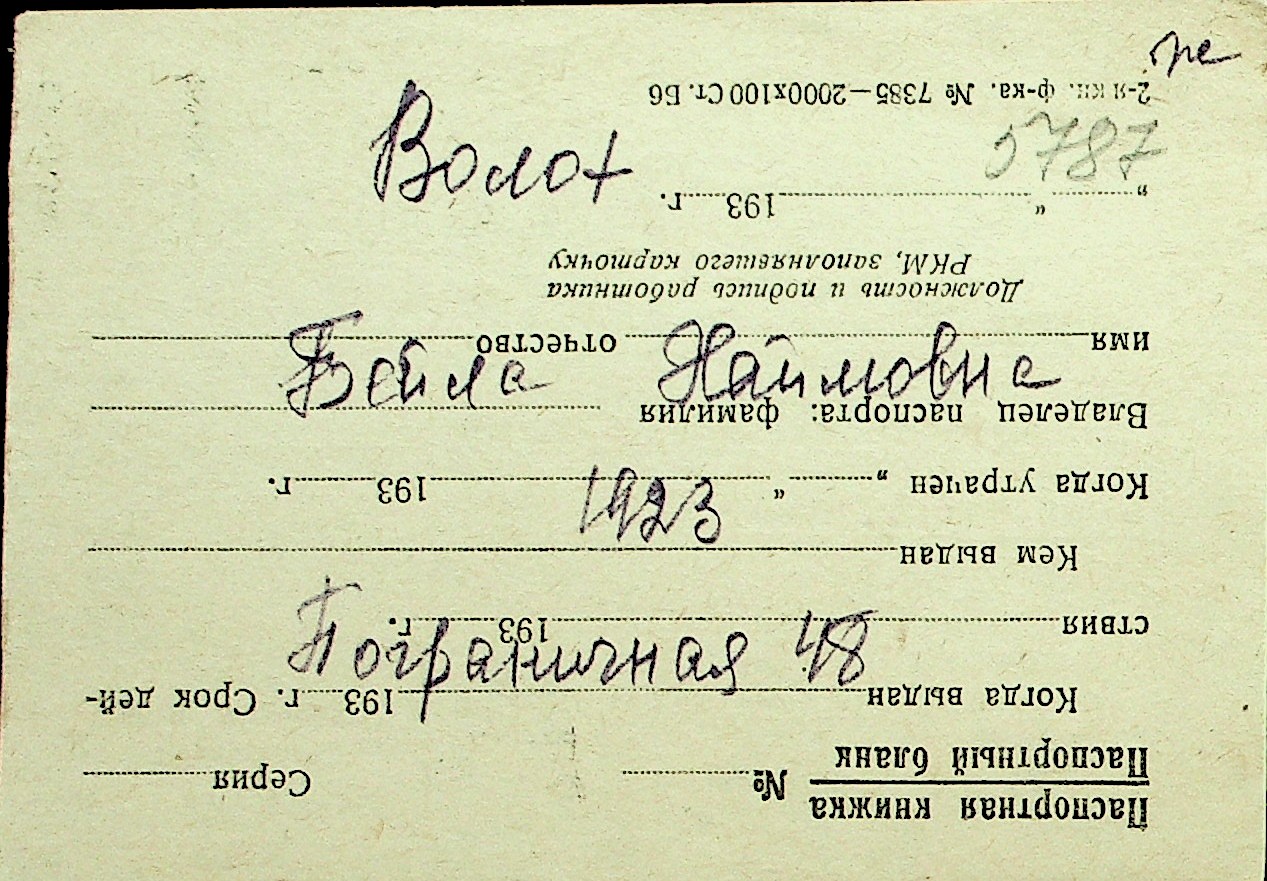 5787
Волох
Бейла Хаимовна
1923
Пограничная 48
Паспортная книжка
Паспортный бланк № Серия
Когда выдан 193 г. Срок дей-
ствия 193 г.
Кем выдан
Когда утрачен „ “ 193 г.
Владелец паспорта: фамилия
имя отчество
Должность и подпись работника
РКМ, заполнявшего карточку
„ “ 193 г.
2-я кн. ф-ка. № 7385—2000х100 Ст. Б6